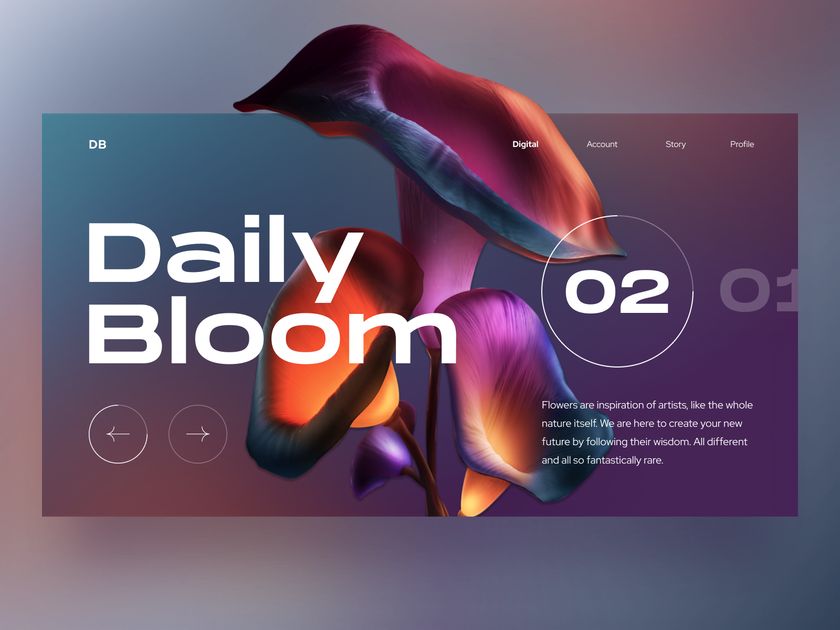 DB
Digital
Account
Story
Profile
Daily
Bloom
02
01
Flowers are inspiration of artists, like the whole
nature itself. We are here to create your new
future by following their wisdom. All different
and all so fantastically rare.